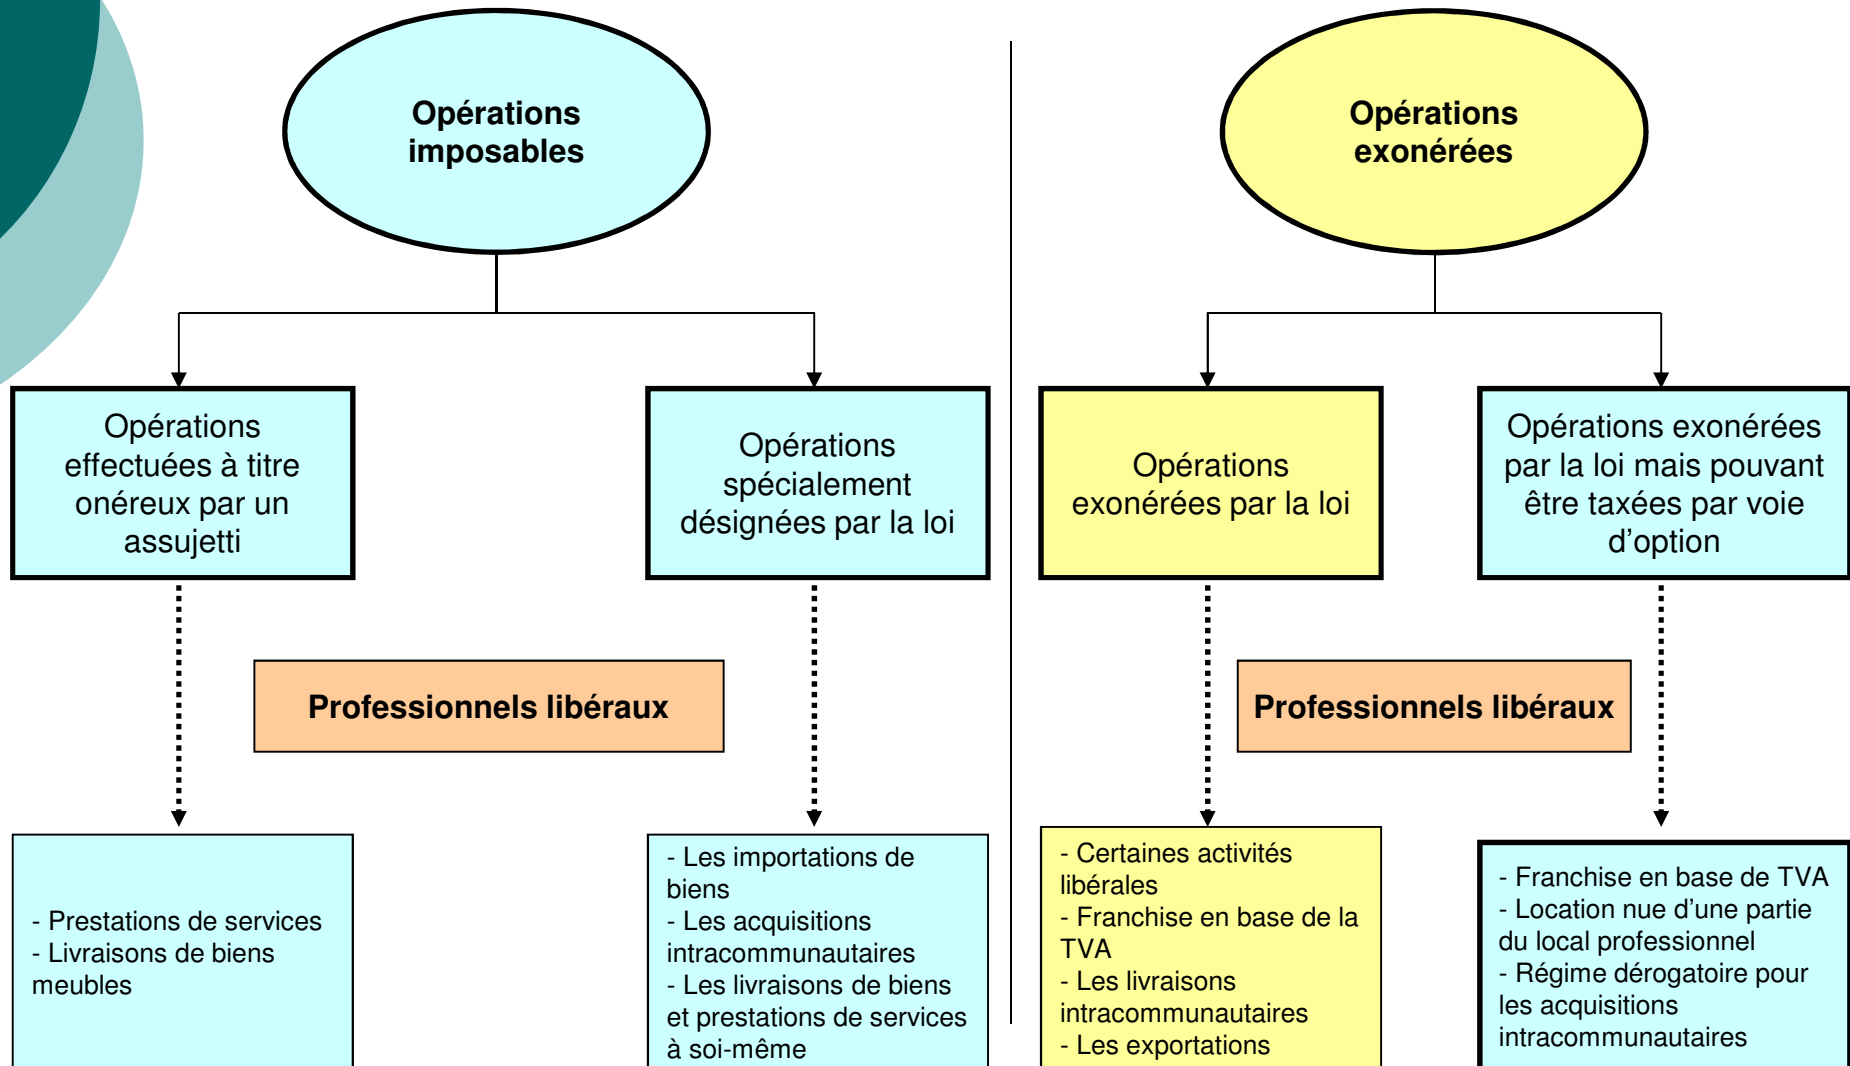 Opérations
imposables
Opérations
exonérées
Opérations
effectuées à titre
onéreux par un
assujetti
Opérations
spécialement
désignées par la loi
Opérations
exonérées par la loi
Opérations exonérées
par la loi mais pouvant
être taxées par voie
d’option
Professionnels libéraux
Professionnels libéraux
- Prestations de services
- Livraisons de biens
meubles
- Les importations de
biens
- Les acquisitions
intracommunautaires
- Les livraisons de biens
et prestations de services
à soi-même
- Certaines activités
libérales
- Franchise en base de la
TVA
- Les livraisons
intracommunautaires
- Les exportations
- Franchise en base de TVA
- Location nue d’une partie
du local professionnel
- Régime dérogatoire pour
les acquisitions
intracommunautaires